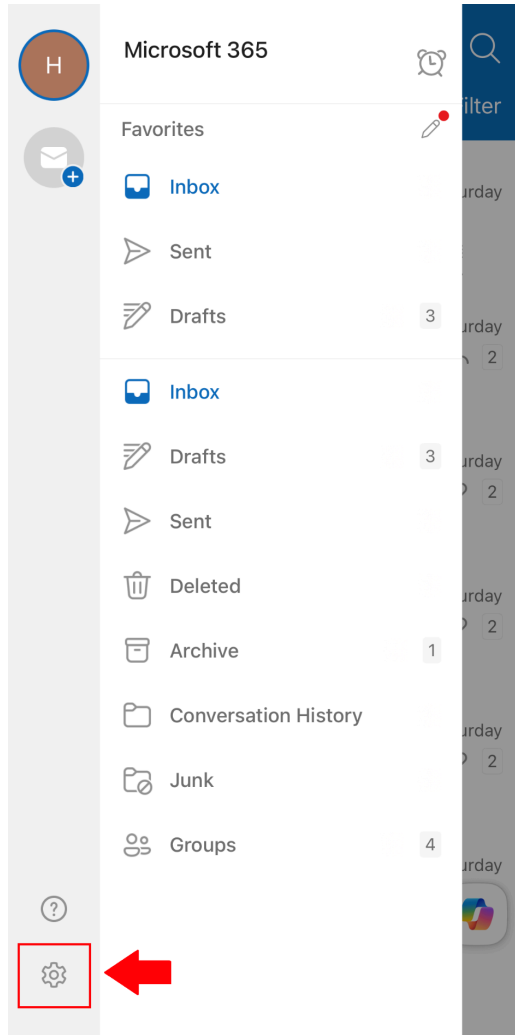 H
Microsoft 365
Favorites
Inbox
Sent
Drafts 3
Inbox
Drafts 3
Sent
Deleted
Archive 1
Conversation History
Junk
Groups 4
ilter
urday
urday
2
urday
2
urday
2
urday
2
urday
?